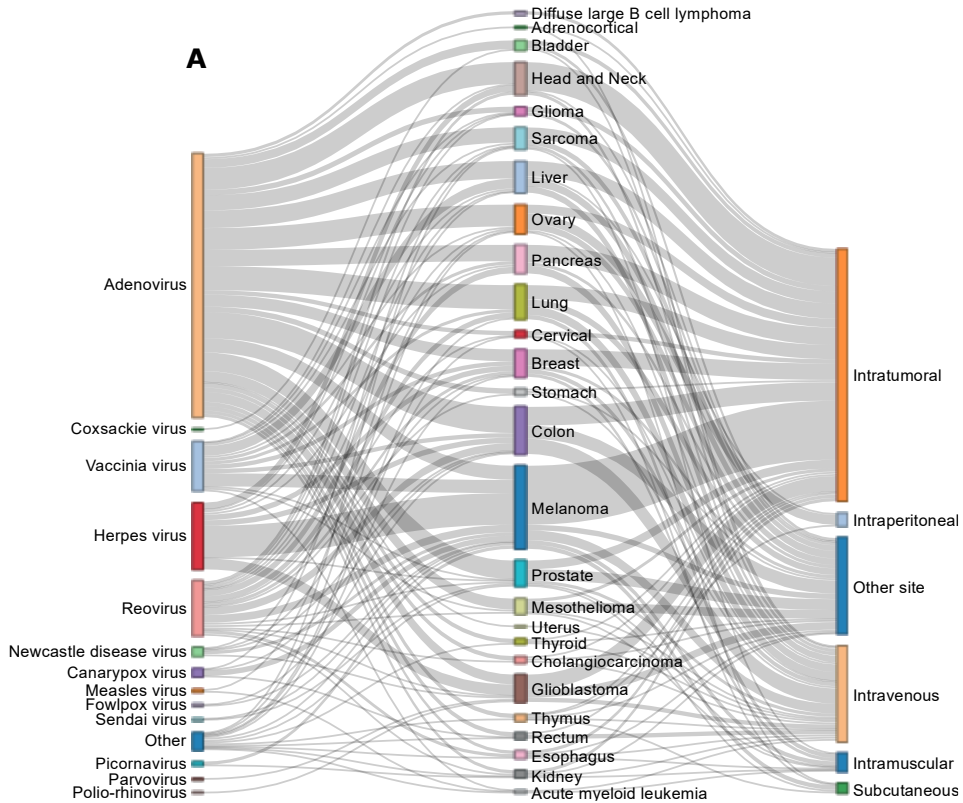 A
Adenovirus
Coxsackie virus
Vaccinia virus
Herpes virus
Reovirus
Newcastle disease virus
Canarypox virus
Measles virus
Fowlpox virus
Sendai virus
Other
Picornavirus
Parvovirus
Polio-rhinovirus
Diffuse large B cell lymphoma
Adrenocortical
Bladder
Head and Neck
Glioma
Sarcoma
Liver
Ovary
Pancreas
Lung
Cervical
Breast
Stomach
Colon
Melanoma
Prostate
Mesothelioma
Uterus
Thyroid
Cholangiocarcinoma
Glioblastoma
Thymus
Rectum
Esophagus
Kidney
Acute myeloid leukemia
Intratumoral
Intraperitoneal
Other site
Intravenous
Intramuscular
Subcutaneous